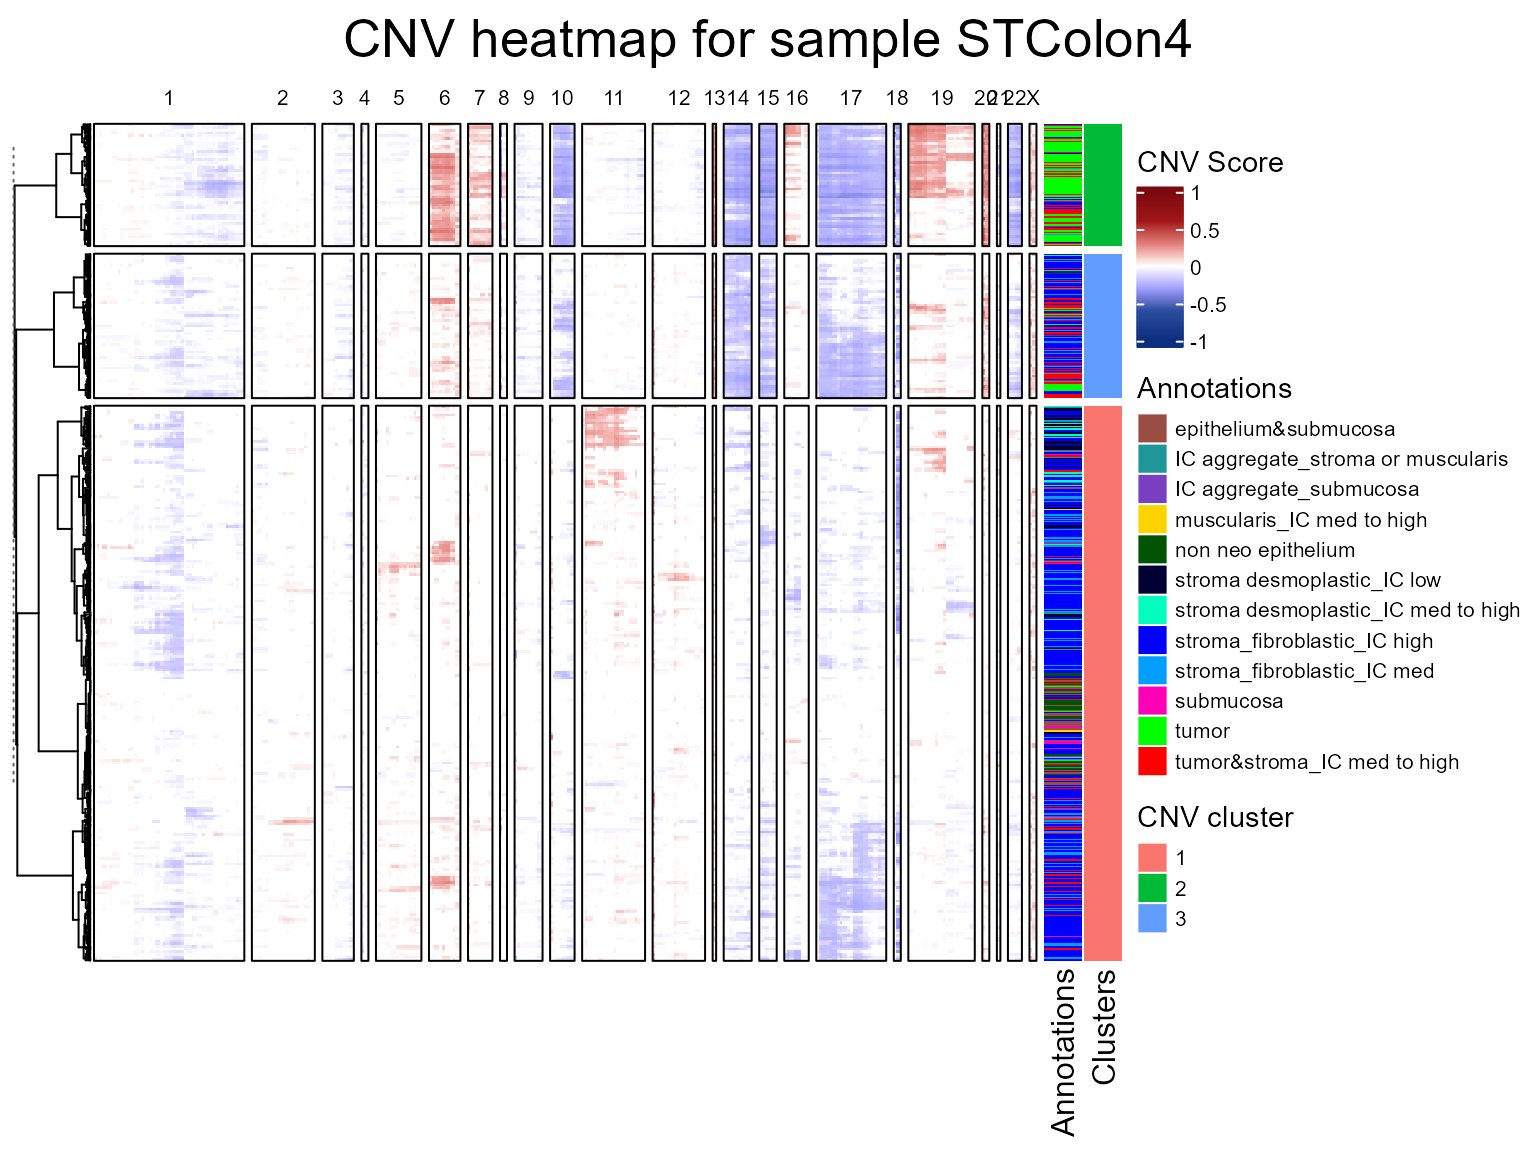 CNV heatmap for sample STColon4
1 2 3 4 5 6 7 8 9 10 11 12 13 14 15 16 17 18 19 20 21 22 X
CNV Score
1
0.5
0
-0.5
-1
Annotations
epithelium&submucosa
IC aggregate_stroma or muscularis
IC aggregate_submucosa
muscularis_IC med to high
non neo epithelium
stroma desmoplastic_IC low
stroma desmoplastic_IC med to high
stroma_fibroblastic_IC high
stroma_fibroblastic_IC med
submucosa
tumor
tumor&stroma_IC med to high
CNV cluster
1
2
3
Annotations
Clusters